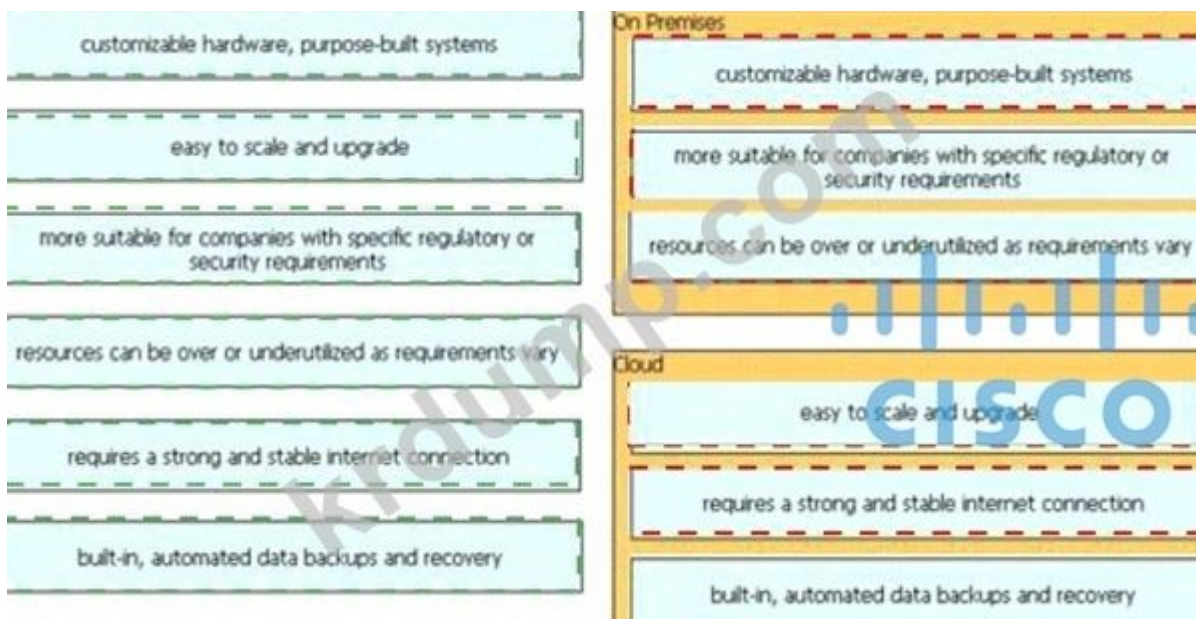 customizable hardware, purpose-built systems
easy to scale and upgrade
more suitable for companies with specific regulatory or
security requirements
resources can be over or underutilized as requirements vary
requires a strong and stable internet connection
built-in, automated data backups and recovery
On Premises
customizable hardware, purpose-built systems
more suitable for companies with specific regulatory or
security requirements
resources can be over or underutilized as requirements vary
Cloud
easy to scale and upgrade
requires a strong and stable internet connection
built-in, automated data backups and recovery
krdump.com
CISCO